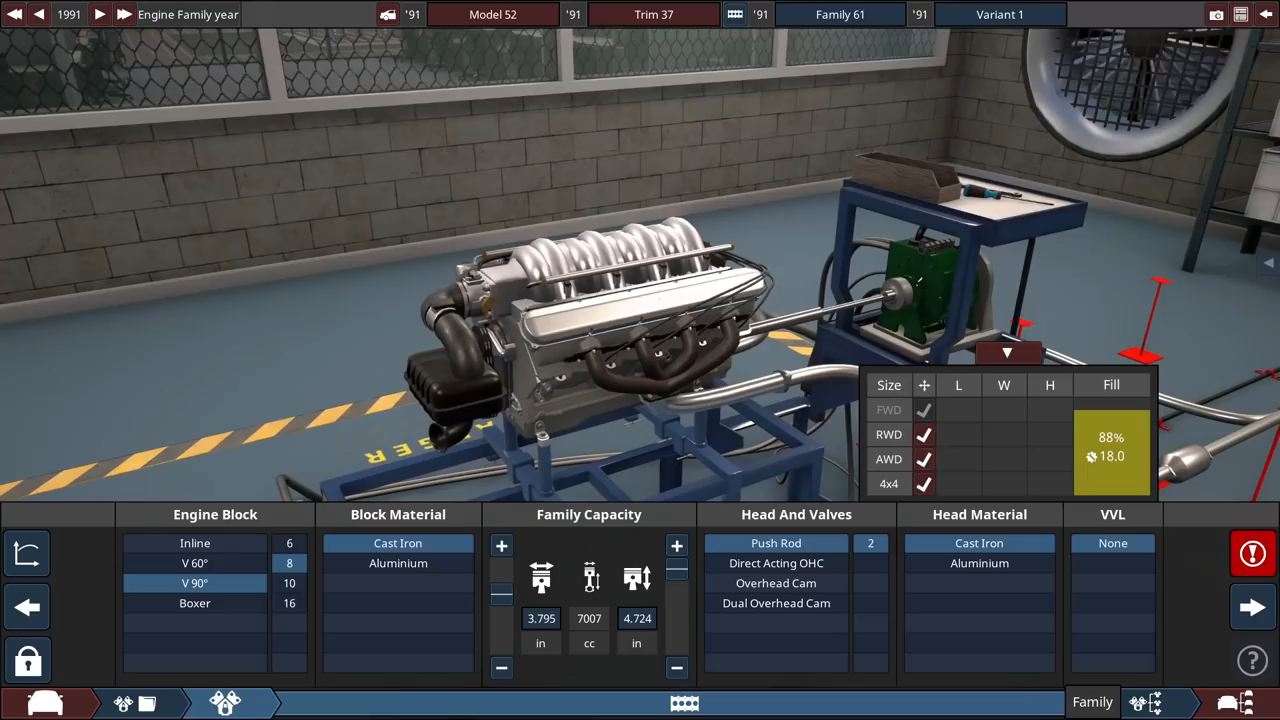 1991 Engine Family year '91 Model 52 '91 Trim 37 '91 Family 61 '91 Variant 1
Size L W H Fill
FWD
RWD
AWD
4x4
88%
18.0
Engine Block Block Material Family Capacity Head And Valves Head Material VVL
Inline 6 Cast Iron Push Rod 2 Cast Iron None
V 60° 8 Aluminium Direct Acting OHC Aluminium
V 90° 10 Overhead Cam
Boxer 16 Dual Overhead Cam
3.795 7007 4.724
in cc in
Family